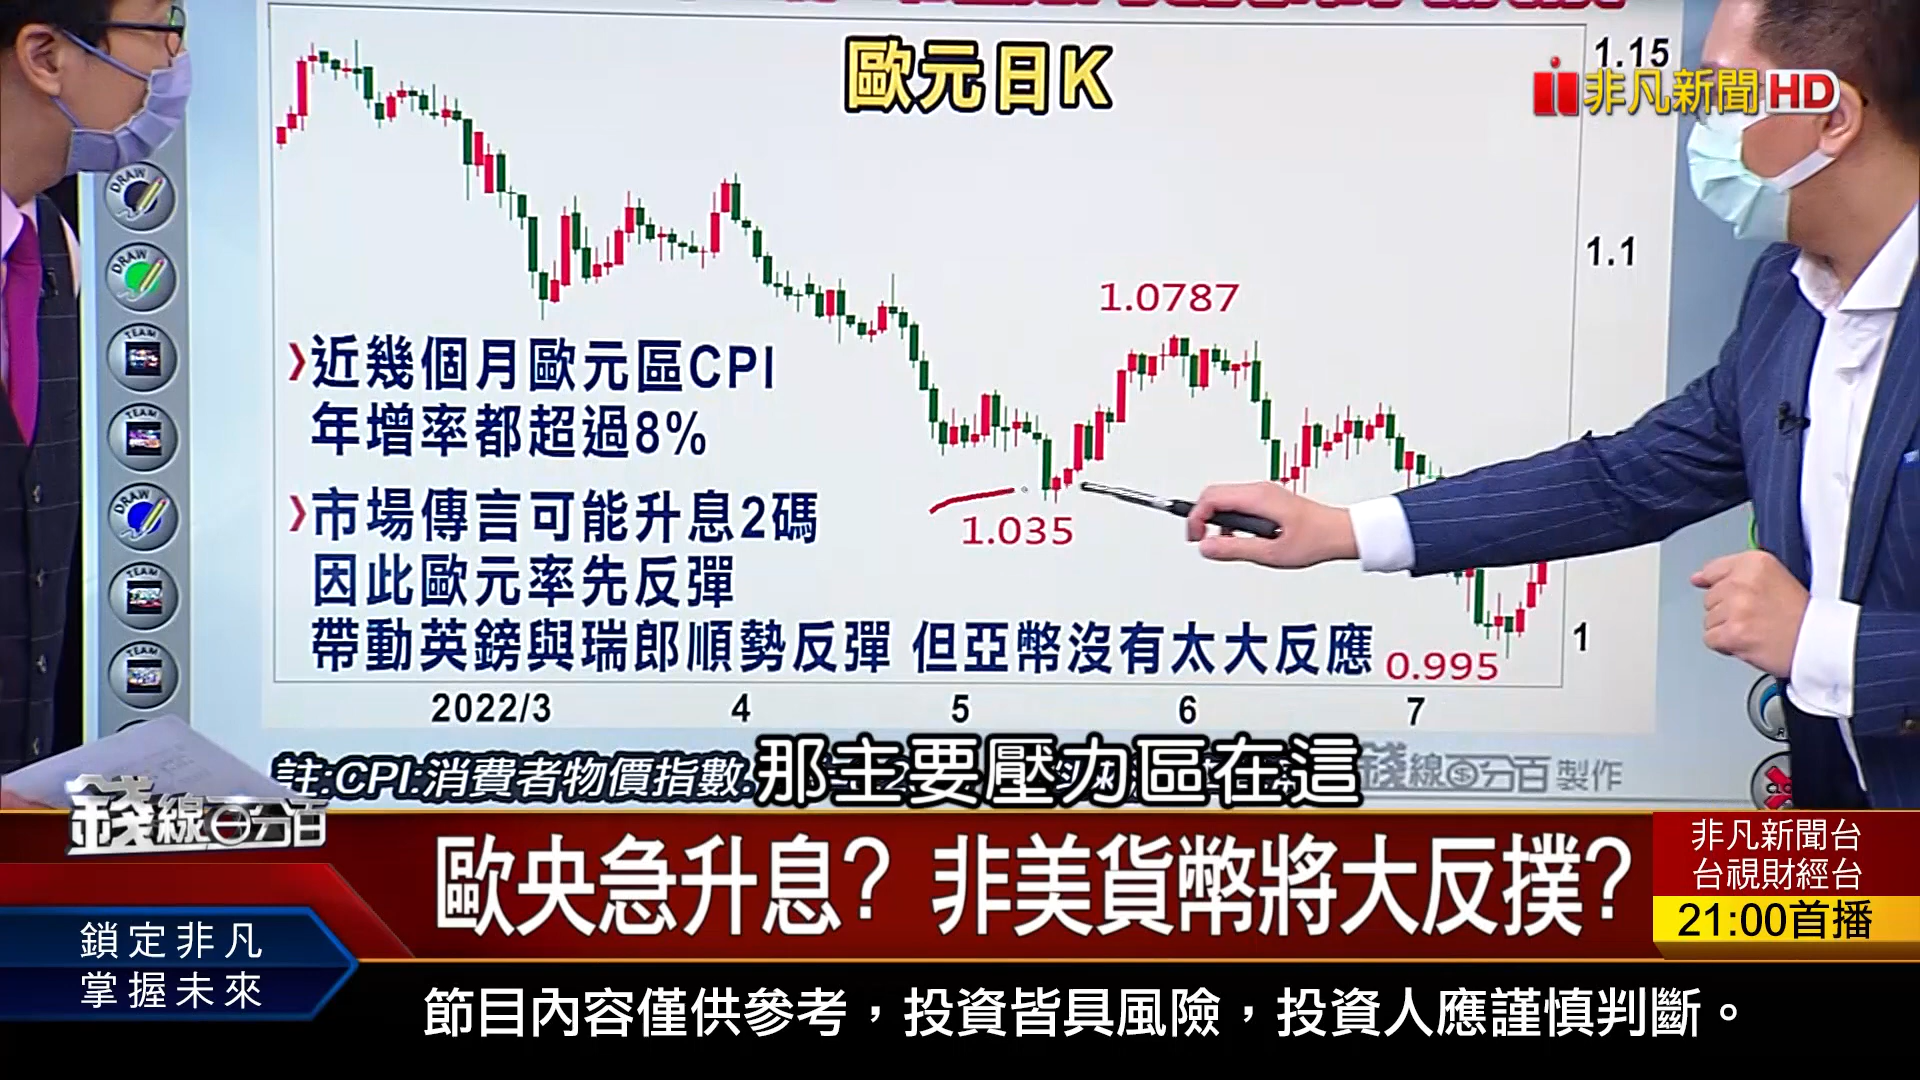 歐元日K
1.15
非凡新聞HD
DRAW
1.1
DRAW
1.0787
TEAM
近幾個月歐元區CPI
年增率都超過8%
TEAM
DRAW
市場傳言可能升息2碼
1.035
因此歐元率先反彈
TEAM
帶動英鎊與瑞郎順勢反彈 但亞幣沒有太大反應
1
0.995
TEAM
2022/3
4
5
6
7
註:CPI:消費者物價指數.
錢線百分百製作
那主要壓力區在這
錢線百分百
歐央急升息? 非美貨幣將大反撲?
非凡新聞台
台視財經台
21:00首播
鎖定非凡
掌握未來
節目內容僅供參考，投資皆具風險，投資人應謹慎判斷。